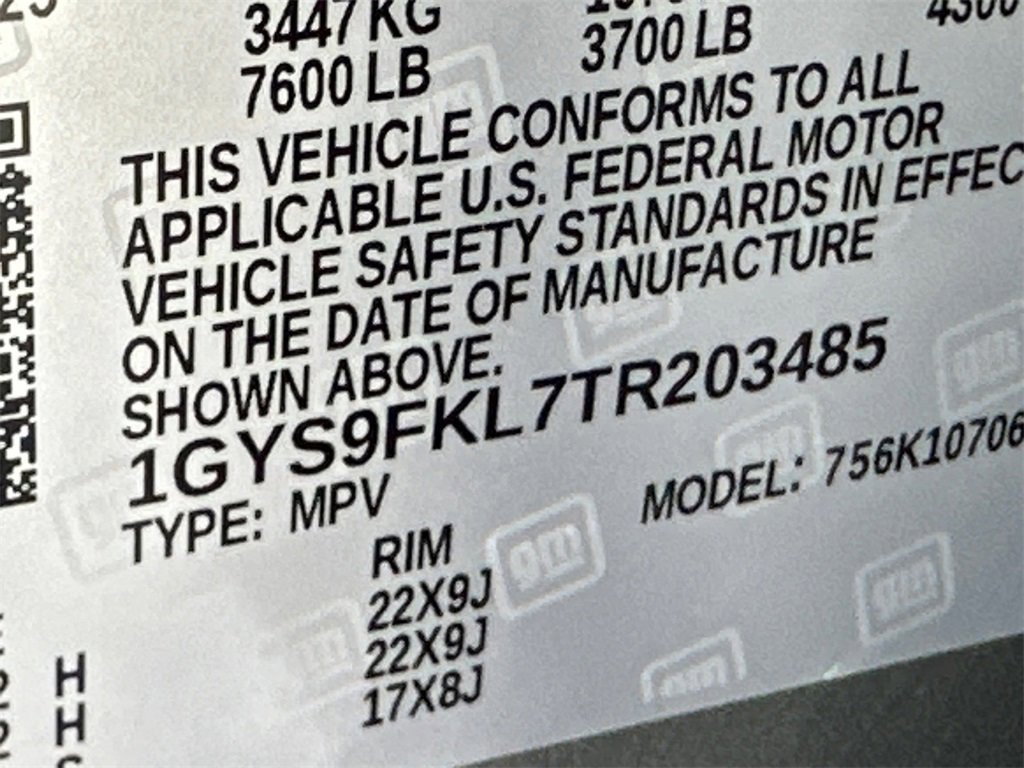 3447 KG
7600 LB
3700 LB
THIS VEHICLE CONFORMS TO ALL
APPLICABLE U.S. FEDERAL MOTOR
VEHICLE SAFETY STANDARDS IN EFFEC
ON THE DATE OF MANUFACTURE
SHOWN ABOVE.
1GYS9FKL7TR203485
TYPE: MPV
MODEL: 756K10706
RIM
22X9J
H 22X9J
H 17X8J
gm